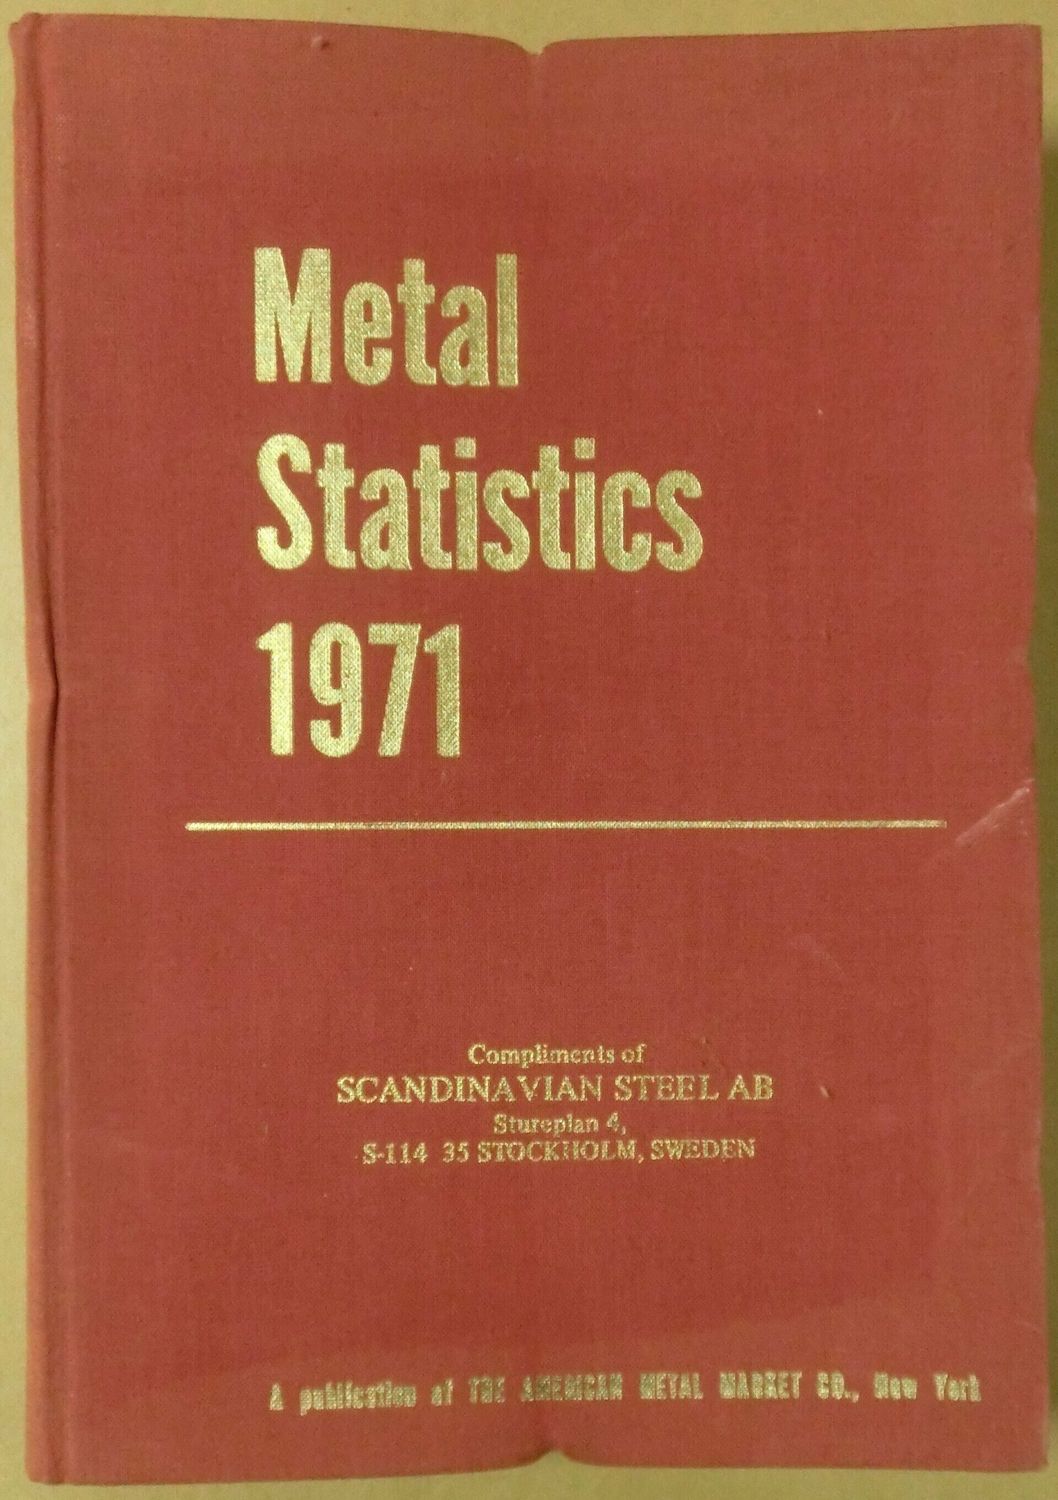 Metal
Statistics
1971
Compliments of
SCANDINAVIAN STEEL AB
Stureplan 4,
S-114 35 STOCKHOLM, SWEDEN
A publication of THE AMERICAN METAL MARKET CO., New York